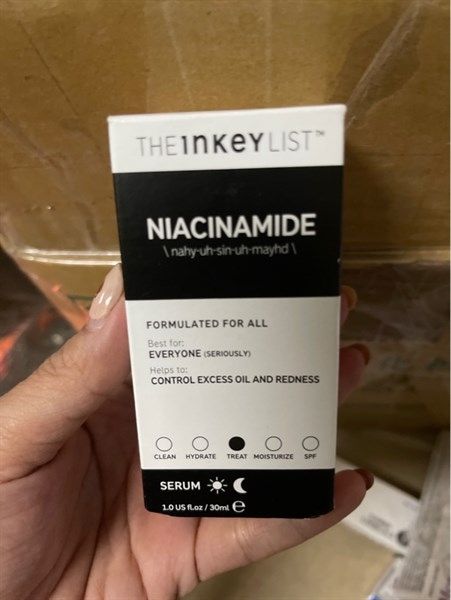 THE INKEY LIST™
NIACINAMIDE
\ nahy-uh-sin-uh-mayhd \
FORMULATED FOR ALL
Best for:
EVERYONE (SERIOUSLY)
Helps to:
CONTROL EXCESS OIL AND REDNESS
CLEAN HYDRATE TREAT MOISTURIZE SPF
SERUM
1.0 US fl.oz / 30ml ℮